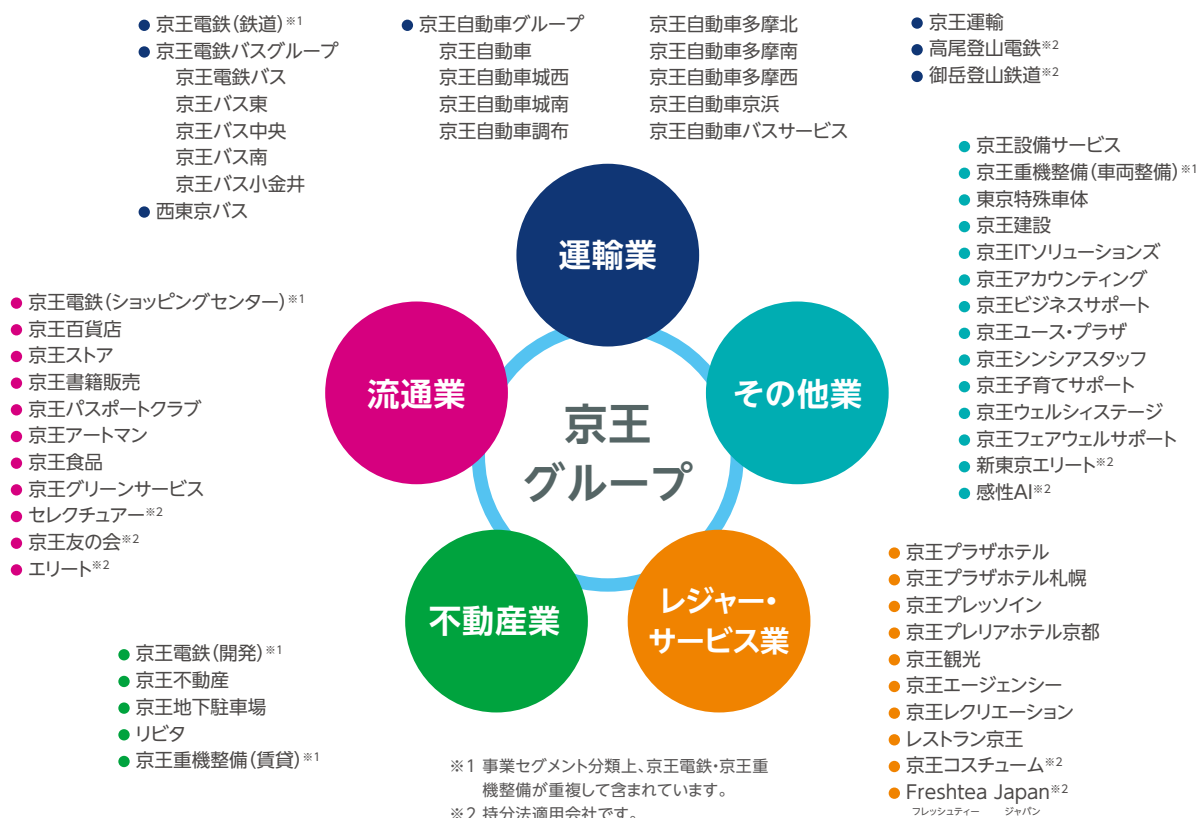 ● 京王電鉄(鉄道)※1
● 京王電鉄バスグループ
京王電鉄バス
京王バス東
京王バス中央
京王バス南
京王バス小金井
● 西東京バス
● 京王自動車グループ
京王自動車
京王自動車城西
京王自動車城南
京王自動車調布
京王自動車多摩北
京王自動車多摩南
京王自動車多摩西
京王自動車京浜
京王自動車バスサービス
● 京王運輸
● 高尾登山電鉄※2
● 御岳登山鉄道※2
運輸業
● 京王設備サービス
● 京王重機整備(車両整備)※1
● 東京特殊車体
● 京王建設
● 京王ITソリューションズ
● 京王アカウンティング
● 京王ビジネスサポート
● 京王ユース・プラザ
● 京王シンシアスタッフ
● 京王子育てサポート
● 京王ウェルシィステージ
● 京王フェアウェルサポート
● 新東京エリート※2
● 感性AI※2
その他業
● 京王電鉄(ショッピングセンター)※1
● 京王百貨店
● 京王ストア
● 京王書籍販売
● 京王パスポートクラブ
● 京王アートマン
● 京王食品
● 京王グリーンサービス
● セレクチュアー※2
● 京王友の会※2
● エリート※2
流通業
京王
グループ
不動産業
● 京王電鉄(開発)※1
● 京王不動産
● 京王地下駐車場
● リビタ
● 京王重機整備(賃貸)※1
レジャー・
サービス業
● 京王プラザホテル
● 京王プラザホテル札幌
● 京王プレッソイン
● 京王プレリアホテル京都
● 京王観光
● 京王エージェンシー
● 京王レクリエーション
● レストラン京王
● 京王コスチューム※2
● Freshtea Japan※2
フレッシュティー ジャパン
※1 事業セグメント分類上、京王電鉄・京王重
機整備が重複して含まれています。
※2 持分法適用会社です。